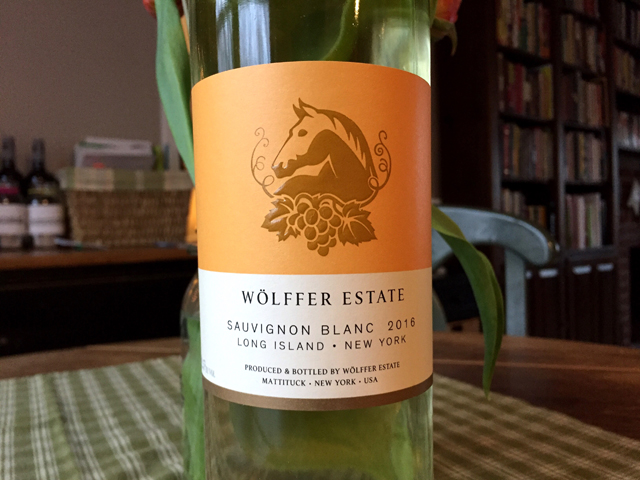 WÖLFFER ESTATE
SAUVIGNON BLANC 2016
LONG ISLAND • NEW YORK
PRODUCED & BOTTLED BY WÖLFFER ESTATE
MATTITUCK • NEW YORK • USA